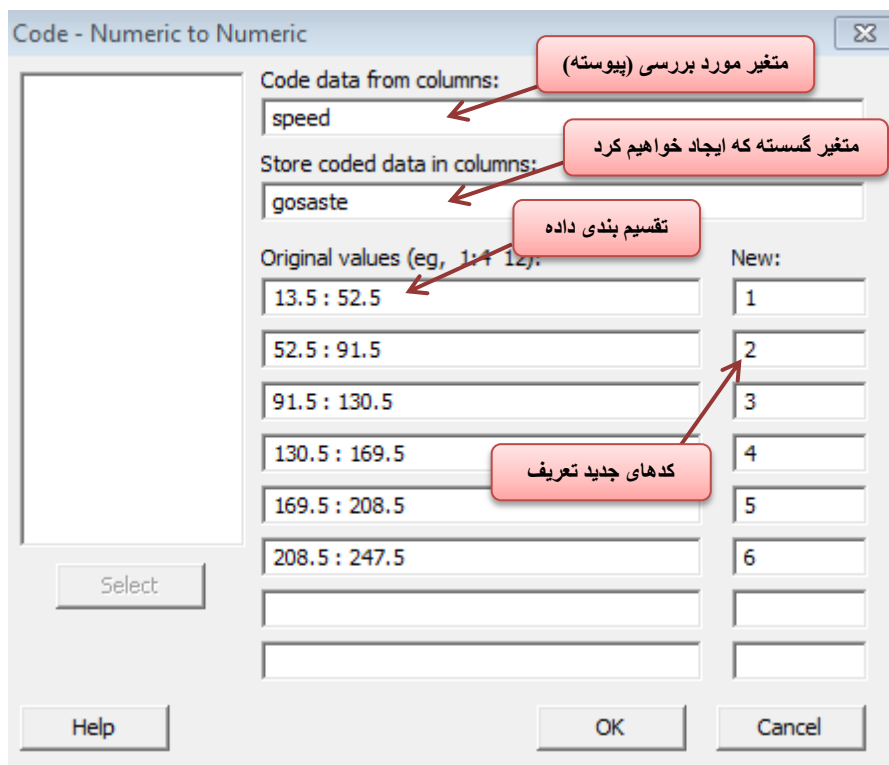 Code - Numeric to Numeric
متغیر مورد بررسی (پیوسته)
Code data from columns:
speed
متغیر گسسته که ایجاد خواهیم کرد
Store coded data in columns:
gosaste
تقسیم بندی داده
Original values (eg, 1:4 12):
New:
13.5 : 52.5
1
52.5 : 91.5
2
91.5 : 130.5
3
130.5 : 169.5
4
کدهای جدید تعریف
169.5 : 208.5
5
208.5 : 247.5
6
Select
Help
OK
Cancel